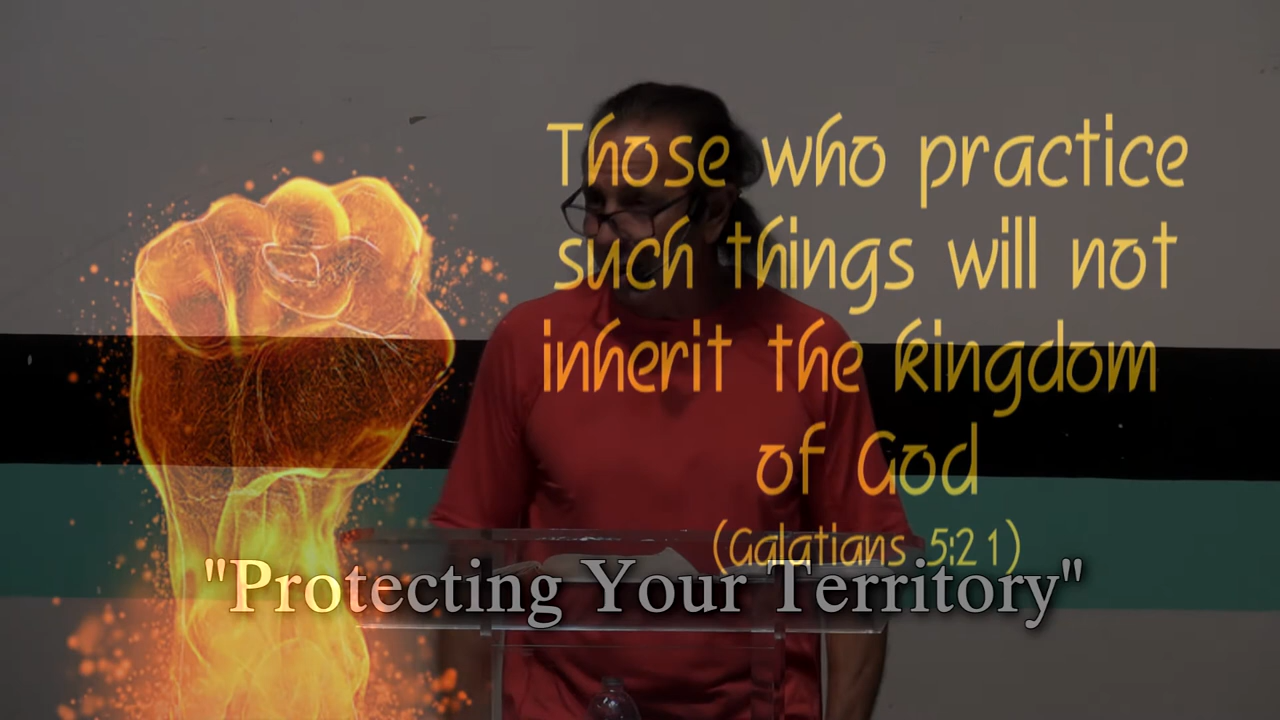 Those who practice
such things will not
inherit the kingdom
of God
(Galatians 5:21)
"Protecting Your Territory"